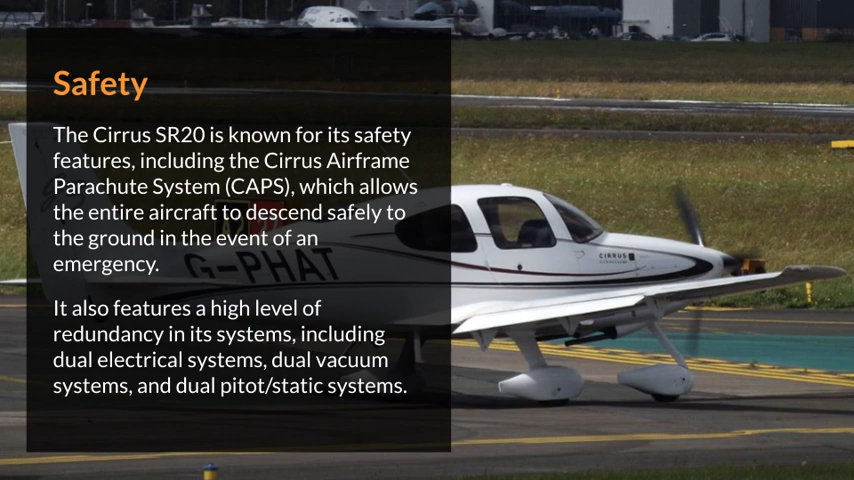 Safety
The Cirrus SR20 is known for its safety
features, including the Cirrus Airframe
Parachute System (CAPS), which allows
the entire aircraft to descend safely to
the ground in the event of an
emergency.
It also features a high level of
redundancy in its systems, including
dual electrical systems, dual vacuum
systems, and dual pitot/static systems.
G-PHAT
CIRRUS